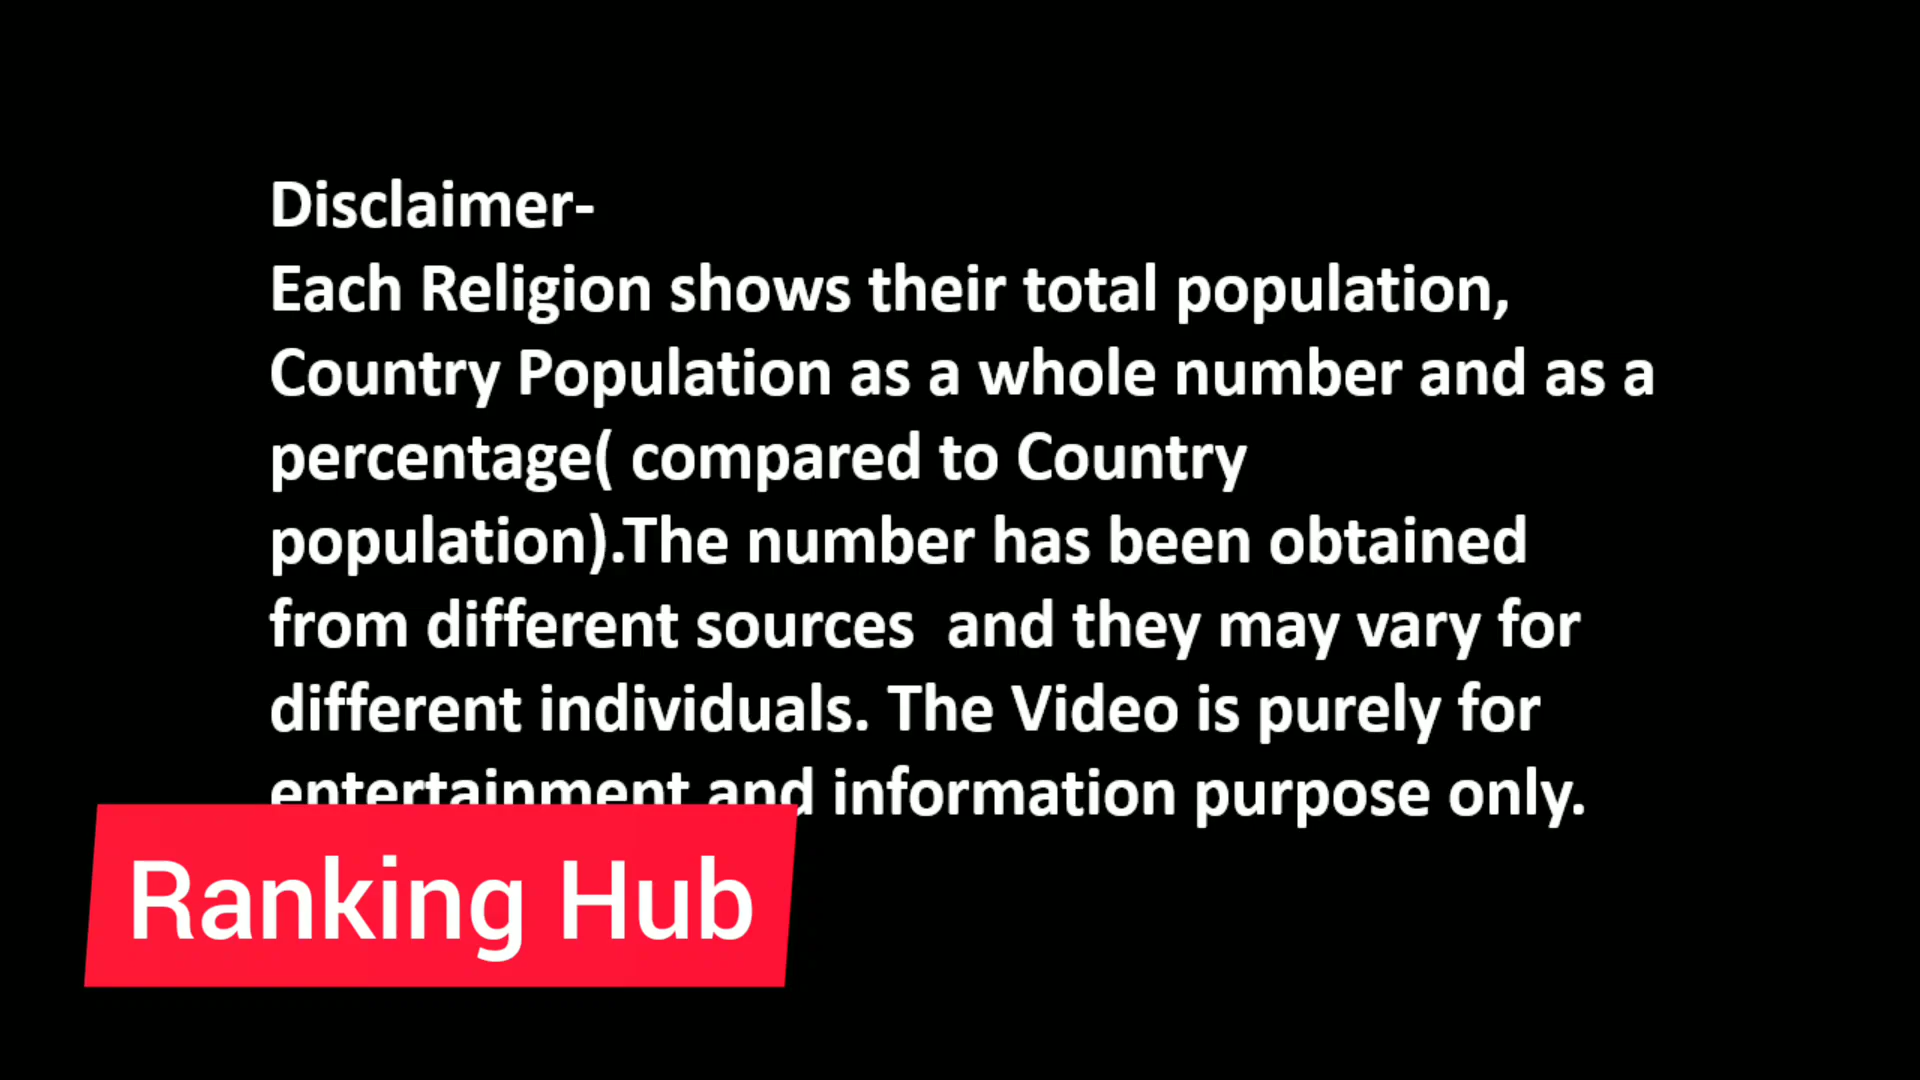 Disclaimer-
Each Religion shows their total population,
Country Population as a whole number and as a
percentage( compared to Country
population).The number has been obtained
from different sources  and they may vary for
different individuals. The Video is purely for
entertainment and information purpose only.
Ranking Hub